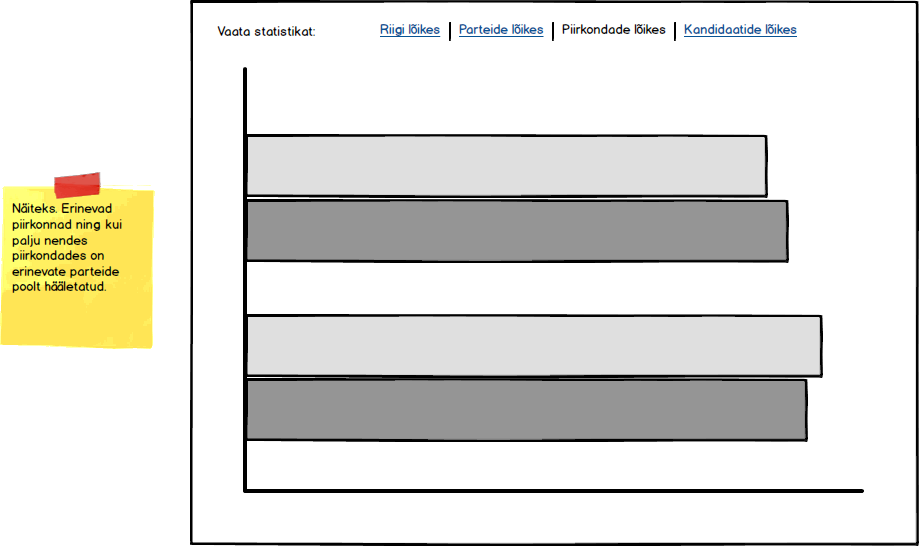 Vaata statistikat: Riigi lõikes Parteide lõikes Piirkondade lõikes Kandidaatide lõikes
Näiteks. Erinevad
piirkonnad ning kui
palju nendes
piirkondades on
erinevate parteide
poolt hääletatud.